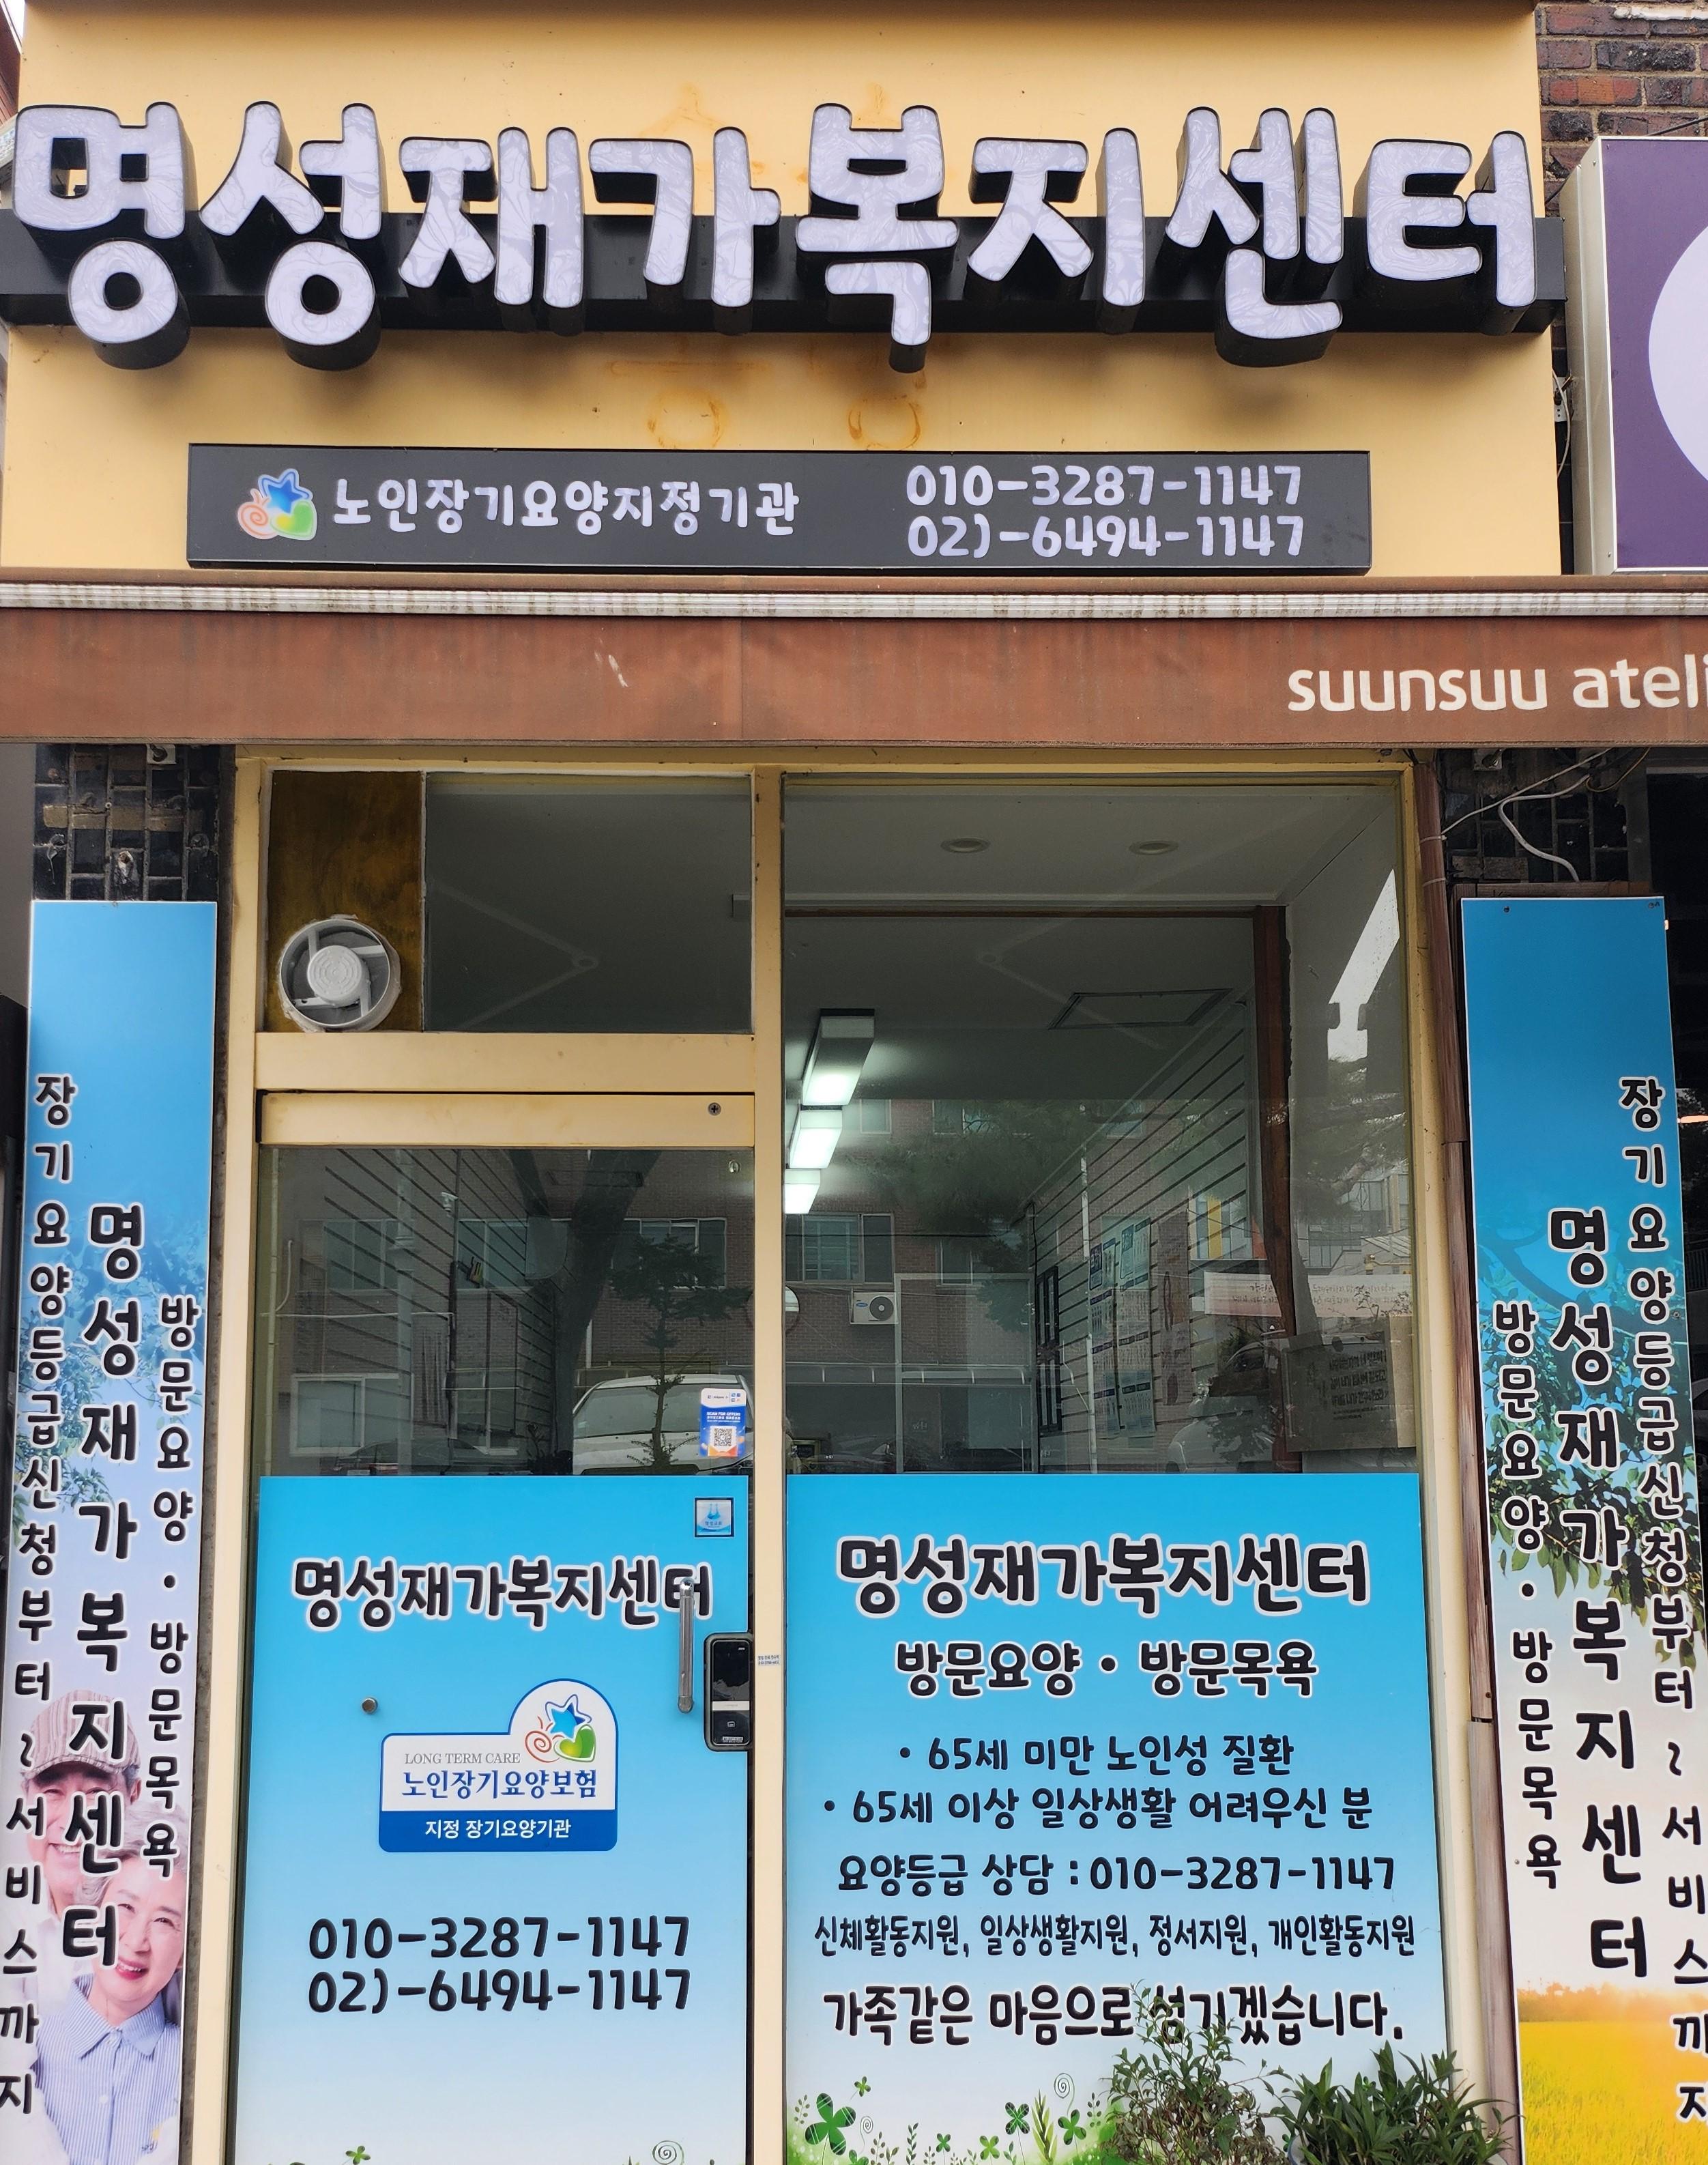 명성재가복지센터
노인장기요양지정기관
010-3287-1147
02)-6494-1147
suunsuu ateli
장기요양등급신청부터~서비스까지
명성재가복지센터
방문요양·방문목욕
명성재가복지센터
LONG TERM CARE
노인장기요양보험
지정 장기요양기관
010-3287-1147
02)-6494-1147
명성재가복지센터
방문요양·방문목욕
• 65세 미만 노인성 질환
• 65세 이상 일상생활 어려우신 분
요양등급 상담 : 010-3287-1147
신체활동지원, 일상생활지원, 정서지원, 개인활동지원
가족같은 마음으로 섬기겠습니다.
방문요양·방문목욕
명성재가복지센터
장기요양등급신청부터~서비스까지